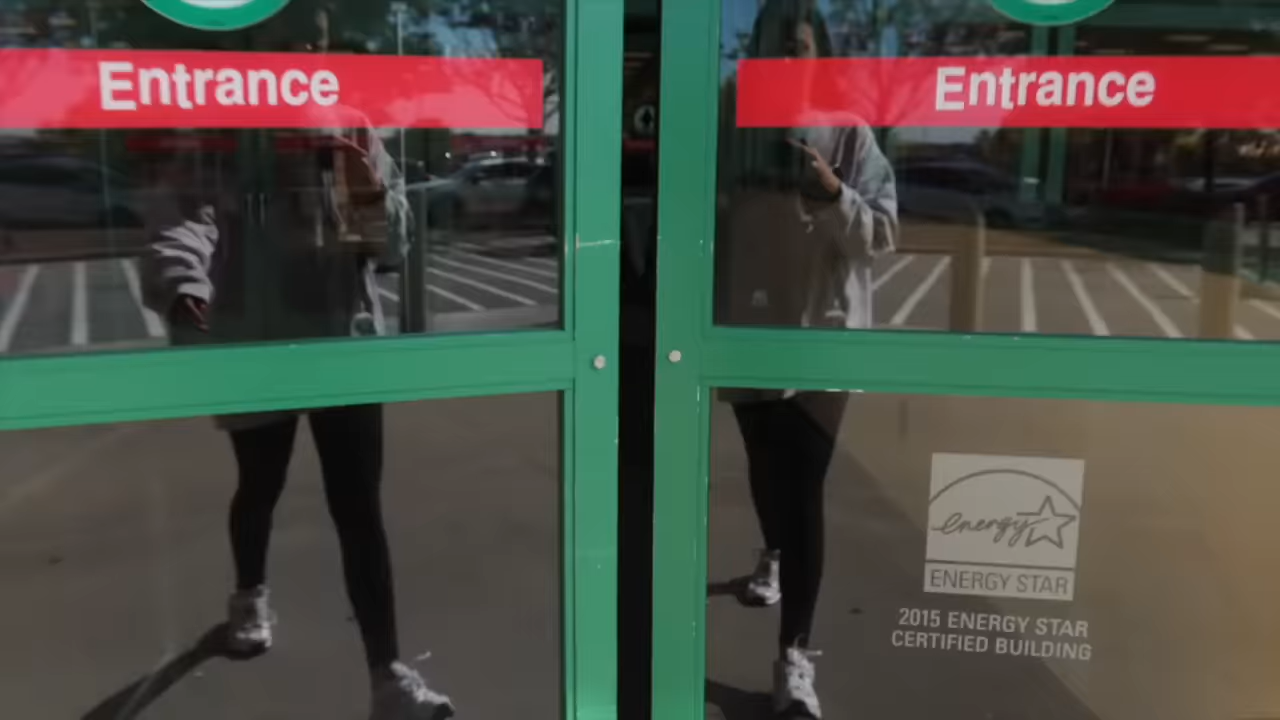 Entrance
Entrance
energy
ENERGY STAR
2015 ENERGY STAR
CERTIFIED BUILDING